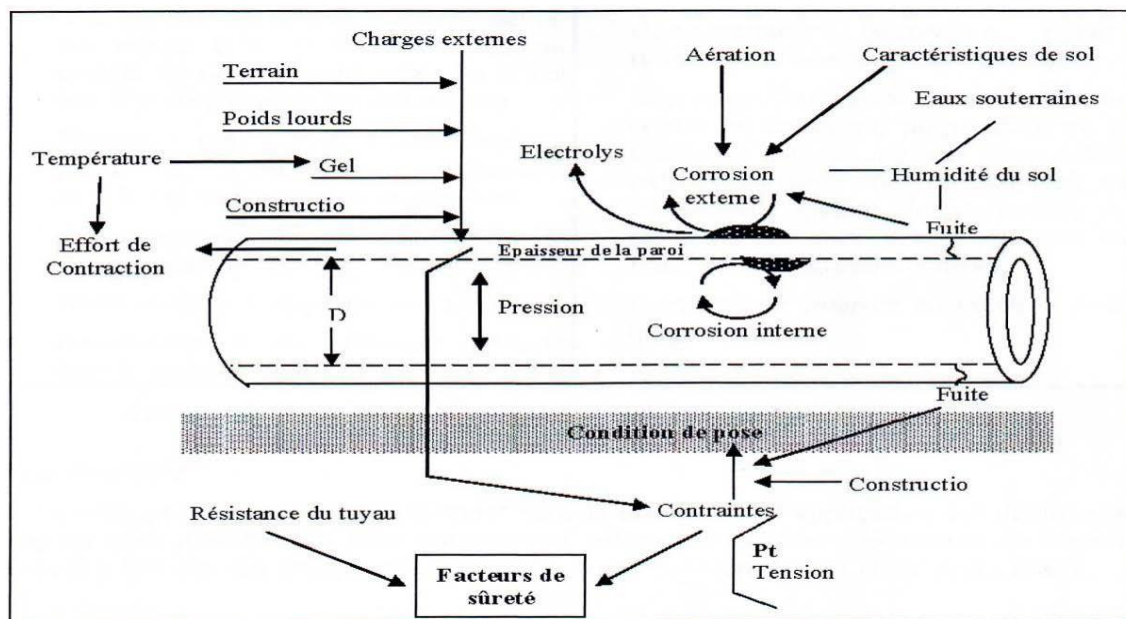 Charges externes
Aération
Caractéristiques de sol
Terrain
Eaux souterraines
Poids lourds
Electrolys
Température
Gel
Corrosion
externe
Humidité du sol
Constructio
Fuite
Effort de
Contraction
Epaisseur de la paroi
D
Pression
Corrosion interne
Fuite
Condition de pose
Constructio
Résistance du tuyau
Contraintes
Pt
Tension
Facteurs de
sûreté